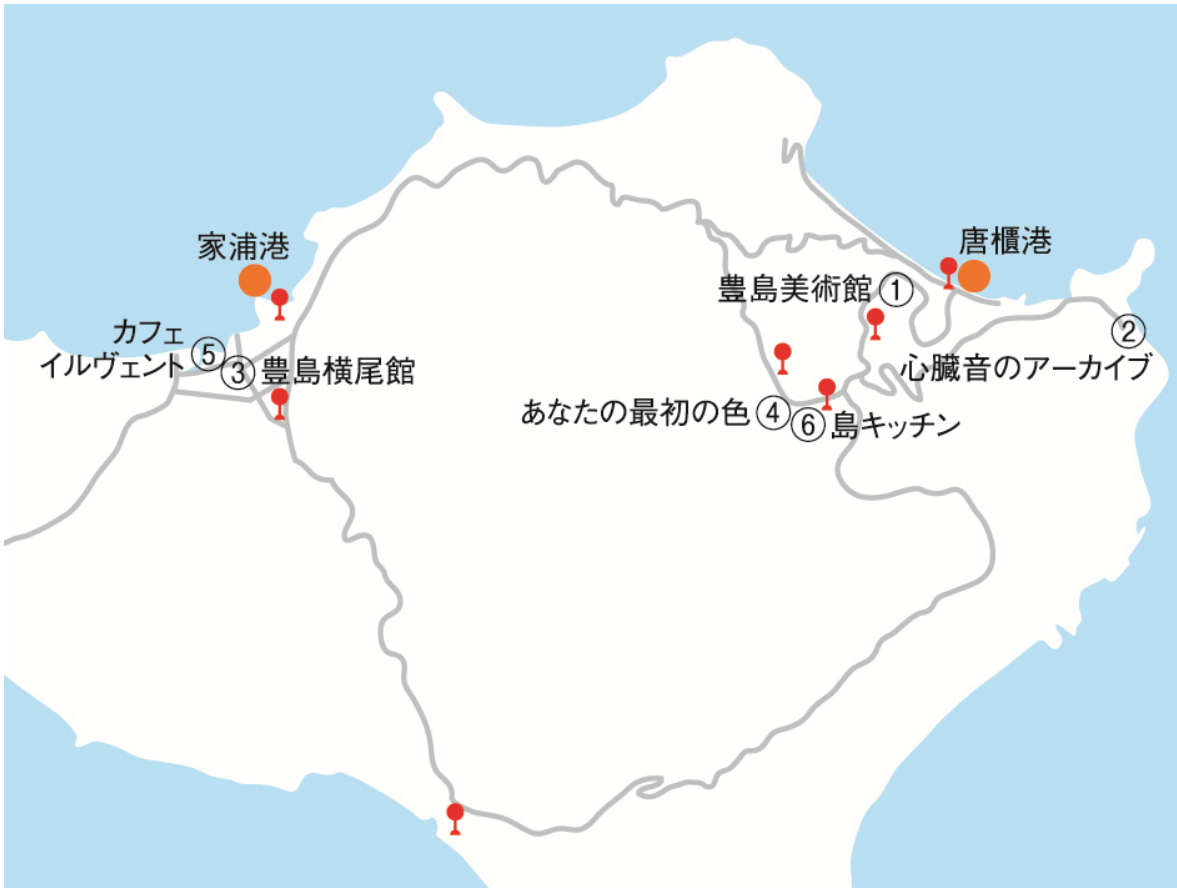 家浦港
唐櫃港
豊島美術館①
カフェ
イルヴェント⑤
③豊島横尾館
②
心臓音のアーカイブ
あなたの最初の色④
⑥島キッチン